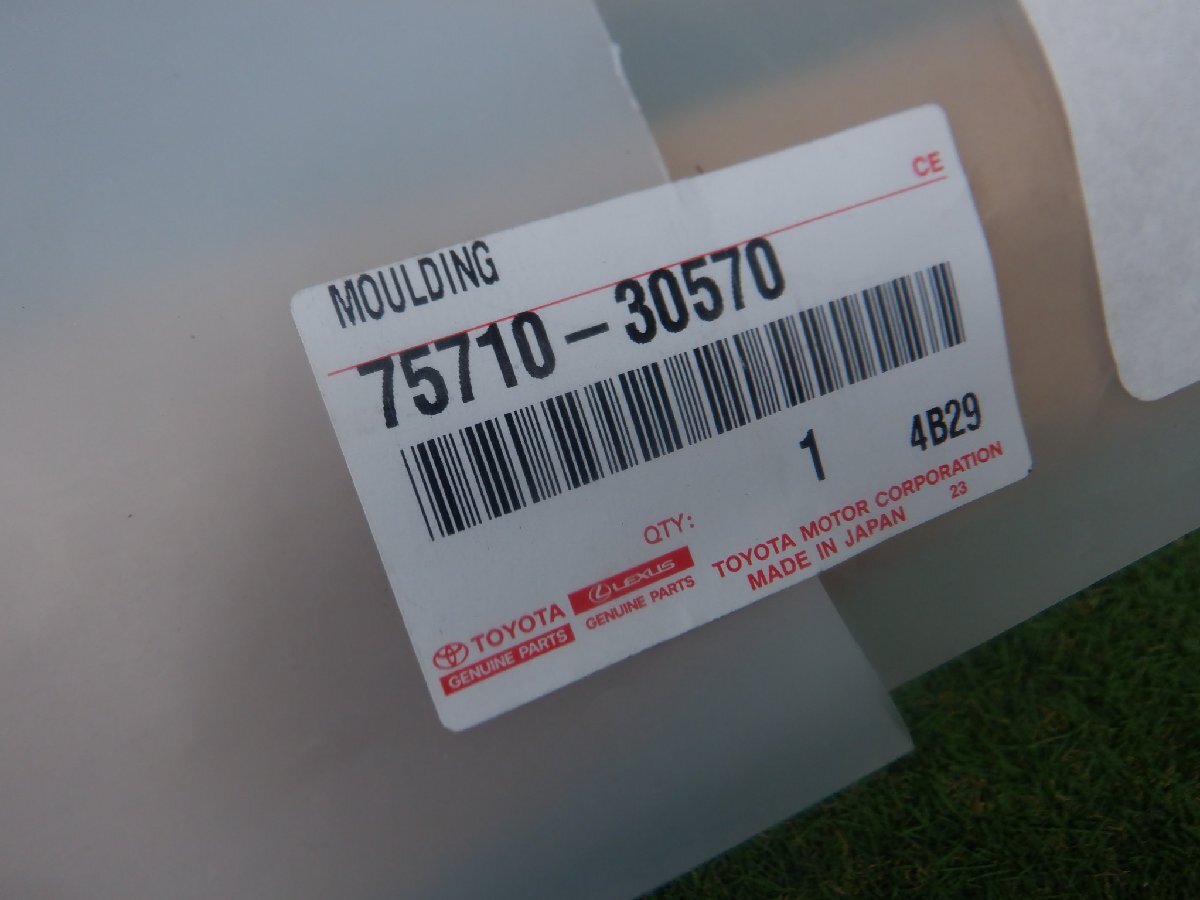 CE
MOULDING
75710-30570
1 4B29
QTY:
TOYOTA MOTOR CORPORATION
MADE IN JAPAN 23
TOYOTA
GENUINE PARTS
LEXUS
GENUINE PARTS